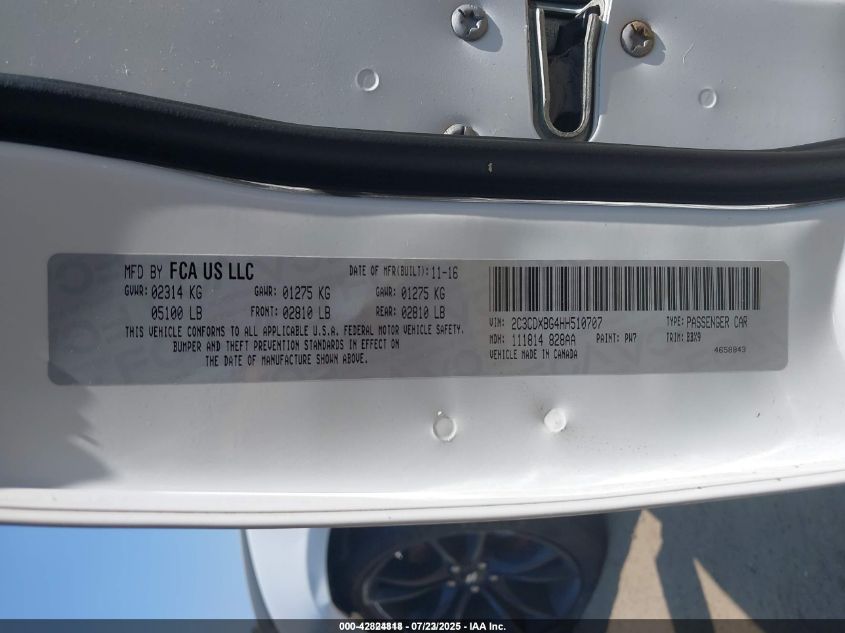 MFD BY FCA US LLC DATE OF MFR(BUILT): 11-16
GVWR: 02314 KG GAWR: 01275 KG GAWR: 01275 KG
05100 LB FRONT: 02810 LB REAR: 02810 LB
THIS VEHICLE CONFORMS TO ALL APPLICABLE U.S.A. FEDERAL MOTOR VEHICLE SAFETY,
BUMPER AND THEFT PREVENTION STANDARDS IN EFFECT ON
THE DATE OF MANUFACTURE SHOWN ABOVE.
VIN: 2C3CDXBG4HH510707 TYPE: PASSENGER CAR
MDH: 111814 828AA PAINT: PW7 TRIM: B3X9
VEHICLE MADE IN CANADA 4658843
000-42824818 - 07/23/2025 - IAA, Inc.